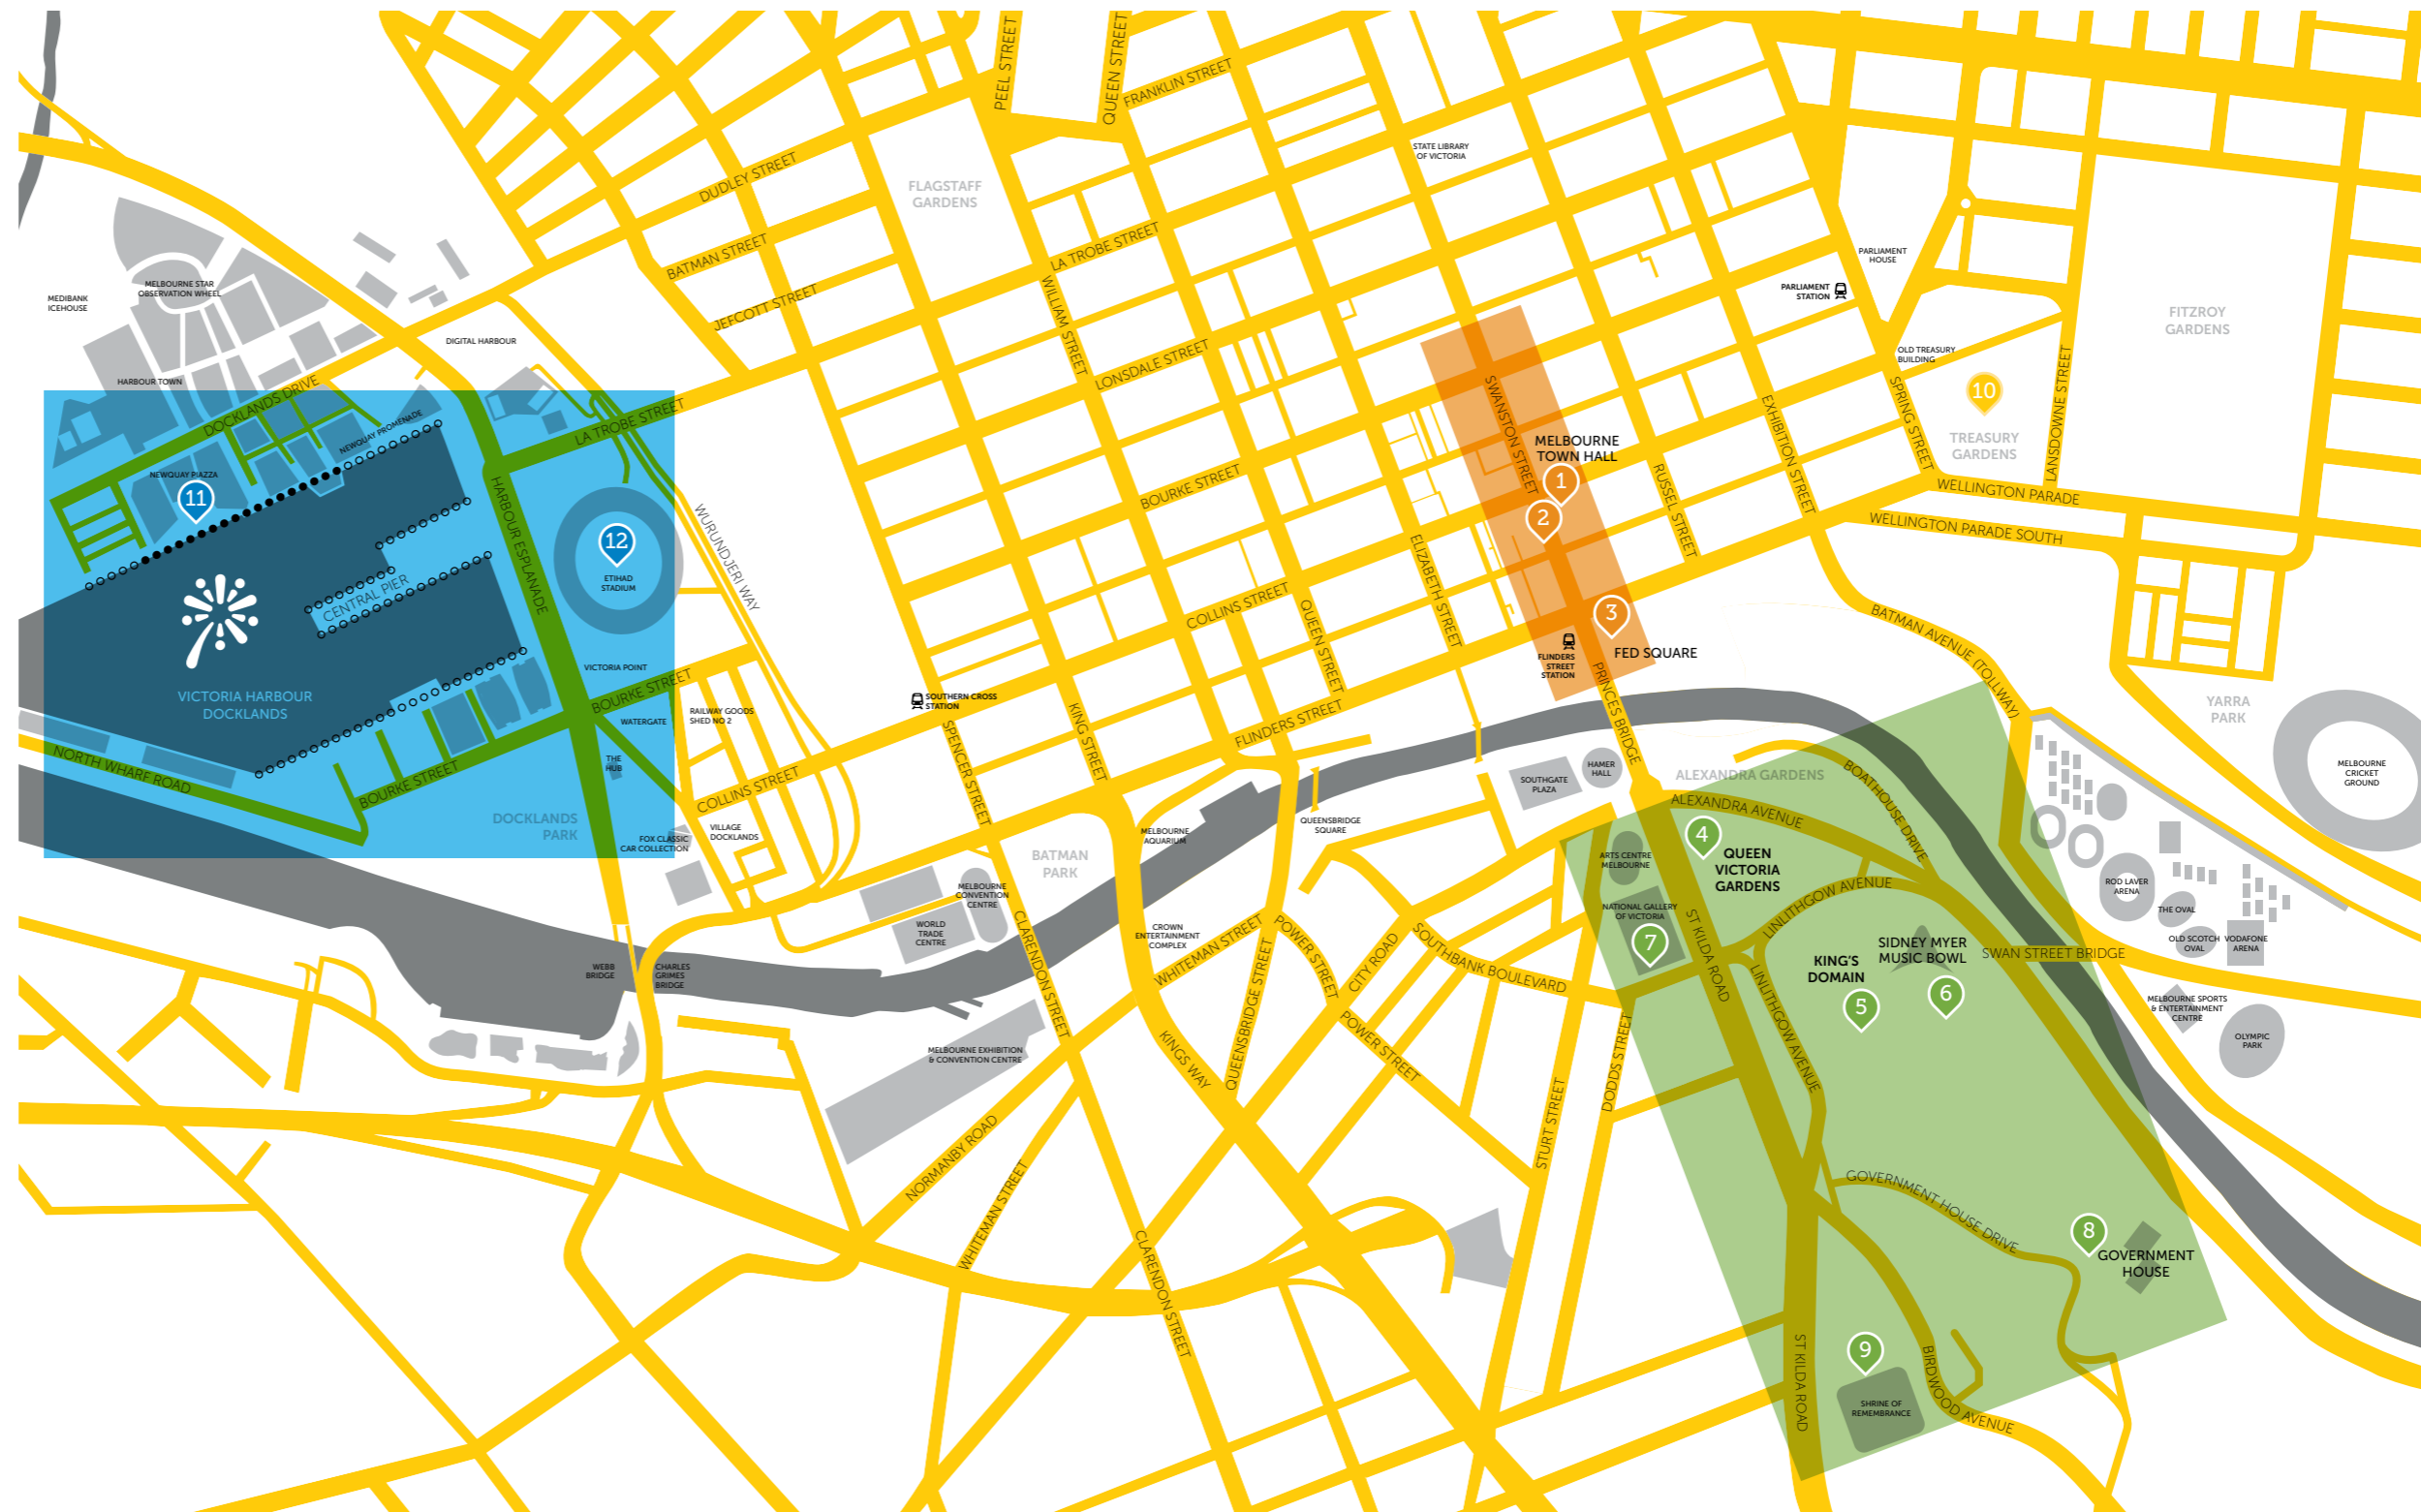 PEEL STREET
QUEEN STREET
FRANKLIN STREET
STATE LIBRARY
OF VICTORIA
DUDLEY STREET
FLAGSTAFF
GARDENS
BATMAN STREET
LA TROBE STREET
JEFCOTT STREET
WILLIAM STREET
PARLIAMENT
HOUSE
PARLIAMENT
STATION
MELBOURNE STAR
OBSERVATION WHEEL
MEDIBANK
ICEHOUSE
DIGITAL HARBOUR
HARBOUR TOWN
FITZROY
GARDENS
LONSDALE STREET
OLD TREASURY
BUILDING
DOCKLANDS DRIVE
NEWQUAY PROMENADE
LA TROBE STREET
SWANSTON STREET
EXHIBITION STREET
SPRING STREET
10
TREASURY
GARDENS
LANSDOWNE STREET
MELBOURNE
TOWN HALL
1
2
NEWQUAY PIAZZA
11
BOURKE STREET
RUSSEL STREET
WELLINGTON PARADE
WELLINGTON PARADE SOUTH
HARBOUR ESPLANADE
12
ETIHAD
STADIUM
WURUNDJERI WAY
CENTRAL PIER
ELIZABETH STREET
COLLINS STREET
QUEEN STREET
3
FED SQUARE
FLINDERS
STREET
STATION
BATMAN AVENUE (TOLLWAY)
VICTORIA HARBOUR
DOCKLANDS
VICTORIA POINT
BOURKE STREET
WATERGATE
RAILWAY GOODS
SHED NO 2
SOUTHERN CROSS
STATION
SPENCER STREET
KING STREET
FLINDERS STREET
PRINCES BRIDGE
YARRA
PARK
MELBOURNE
CRICKET
GROUND
NORTH WHARF ROAD
BOURKE STREET
THE
HUB
COLLINS STREET
DOCKLANDS
PARK
FOX CLASSIC
CAR COLLECTION
VILLAGE
DOCKLANDS
BATMAN
PARK
MELBOURNE
AQUARIUM
QUEENSBRIDGE
SQUARE
SOUTHGATE
PLAZA
HAMER
HALL
ALEXANDRA GARDENS
ALEXANDRA AVENUE
BOATHOUSE DRIVE
4
QUEEN
VICTORIA
GARDENS
ARTS CENTRE
MELBOURNE
NATIONAL GALLERY
OF VICTORIA
7
LINLITHGOW AVENUE
ST KILDA ROAD
ROD LAVER
ARENA
THE OVAL
OLD SCOTCH
OVAL
VODAFONE
ARENA
MELBOURNE
CONVENTION
CENTRE
WORLD
TRADE
CENTRE
CLARENDON STREET
CROWN
ENTERTAINMENT
COMPLEX
WHITEMAN STREET
POWER STREET
CITY ROAD
SOUTHBANK BOULEVARD
KING'S
DOMAIN
5
SIDNEY MYER
MUSIC BOWL
6
SWAN STREET BRIDGE
LINLITHGOW AVENUE
WEBB
BRIDGE
CHARLES
GRIMES
BRIDGE
MELBOURNE SPORTS
& ENTERTAINMENT
CENTRE
OLYMPIC
PARK
MELBOURNE EXHIBITION
& CONVENTION CENTRE
KINGS WAY
QUEENSBRIDGE STREET
POWER STREET
STURT STREET
DODDS STREET
NORMANBY ROAD
WHITEMAN STREET
CLARENDON STREET
GOVERNMENT HOUSE DRIVE
8
GOVERNMENT
HOUSE
ST KILDA ROAD
9
SHRINE OF
REMEMBRANCE
BIRDWOOD AVENUE